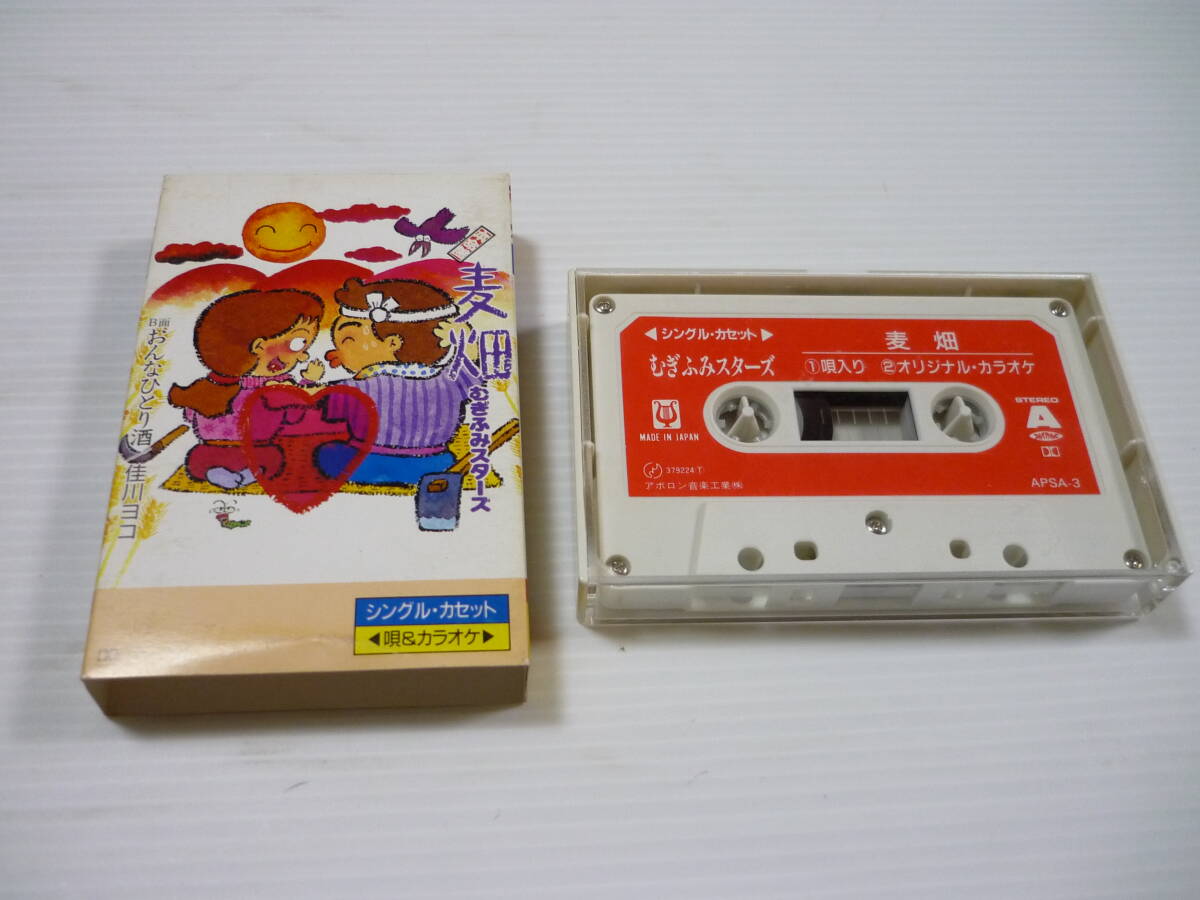 麦畑
むぎふみスターズ
B面 おんなひとり酒/佳川ヨコ
シングル・カセット
◀唄&カラオケ▶
◀シングル・カセット▶
麦畑
むぎふみスターズ
①唄入り ②オリジナル・カラオケ
MADE IN JAPAN
STEREO
A
379224 T
アポロン音楽工業㈱
APSA-3